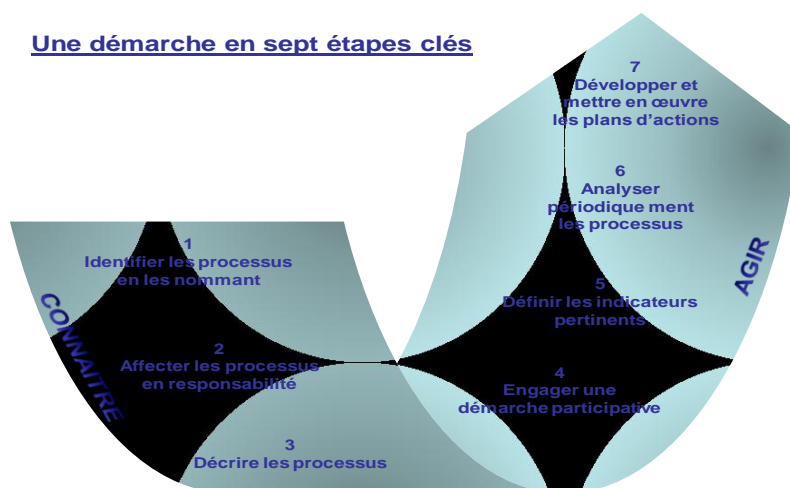 Une démarche en sept étapes clés
1
Identifier les processus
en les nommant
2
Affecter les processus
en responsabilité
3
Décrire les processus
CONNAITRE
4
Engager une
démarche participative
5
Définir les indicateurs
pertinents
6
Analyser
périodique ment
les processus
7
Développer et
mettre en œuvre
les plans d’actions
AGIR